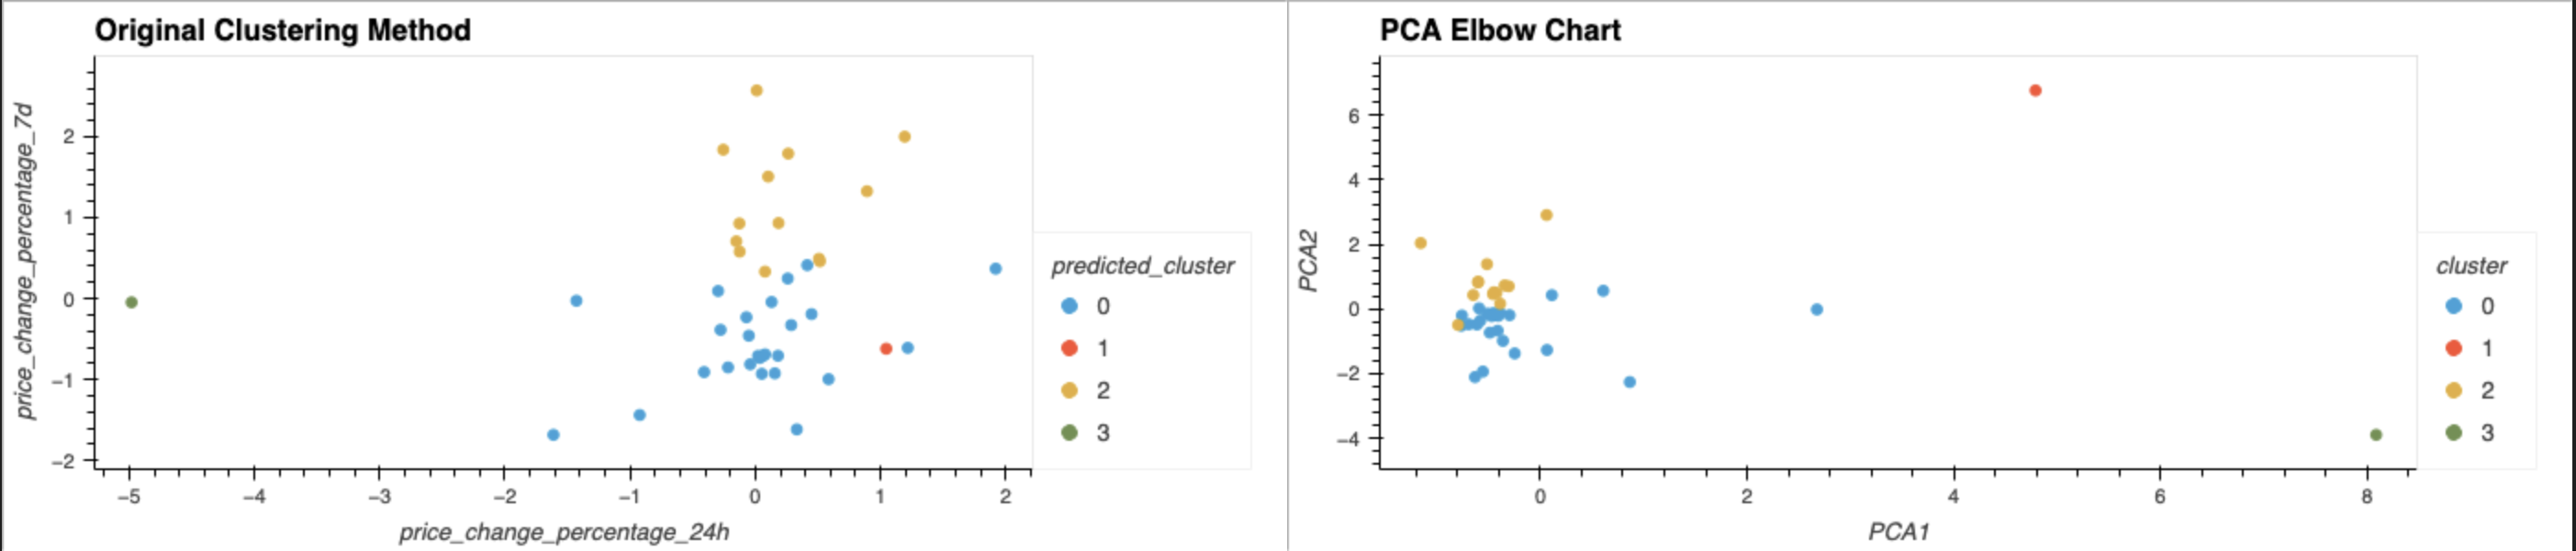 Original Clustering Method
price_change_percentage_7d
2
1
0
−1
−2
−5 −4 −3 −2 −1 0 1 2
price_change_percentage_24h
predicted_cluster
0
1
2
3
PCA Elbow Chart
PCA2
6
4
2
0
−2
−4
0 2 4 6 8
PCA1
cluster
0
1
2
3